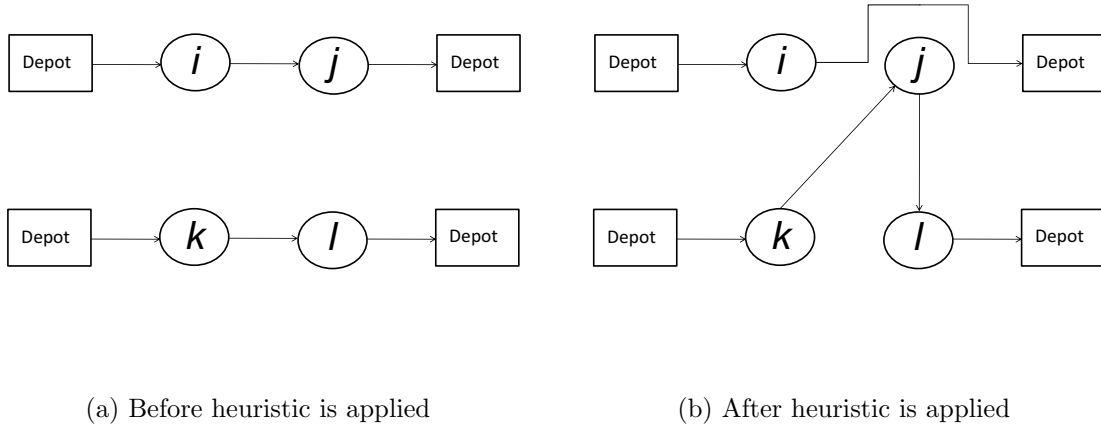 Depot i j Depot
Depot k l Depot
(a) Before heuristic is applied
Depot i j Depot
Depot k l Depot
(b) After heuristic is applied